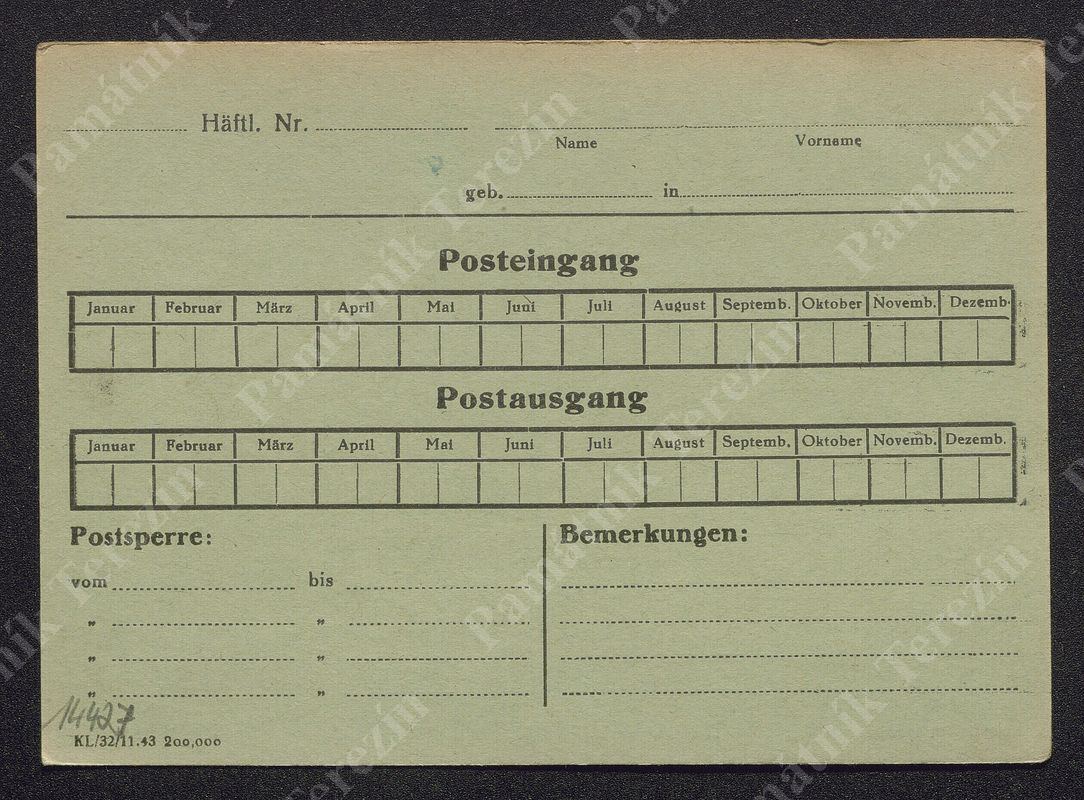 Häftl. Nr.
Name Vorname
geb. in
Posteingang
Januar Februar März April Mai Juni Juli August Septemb. Oktober Novemb. Dezemb.
Postausgang
Januar Februar März April Mai Juni Juli August Septemb. Oktober Novemb. Dezemb.
Postsperre: Bemerkungen:
vom bis
" "
" "
" "
14427
KL/32/11.43 200,000
Památník Terezín